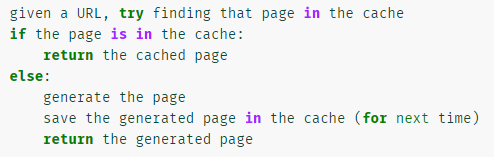 given a URL, try finding that page in the cache
if the page is in the cache:
    return the cached page
else:
    generate the page
    save the generated page in the cache (for next time)
    return the generated page